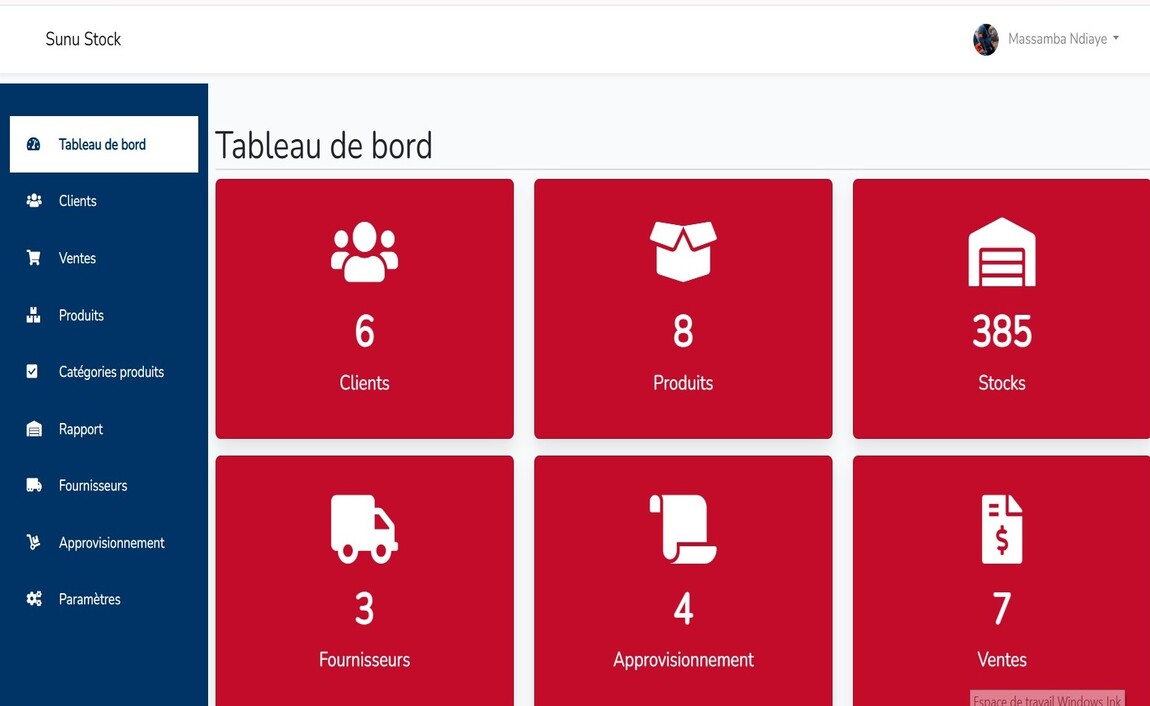 Sunu Stock
Massamba Ndiaye
Tableau de bord
Clients
Ventes
Produits
Catégories produits
Rapport
Fournisseurs
Approvisionnement
Paramètres
Tableau de bord
6
Clients
8
Produits
385
Stocks
3
Fournisseurs
4
Approvisionnement
7
Ventes
Espace de travail Windows Ink